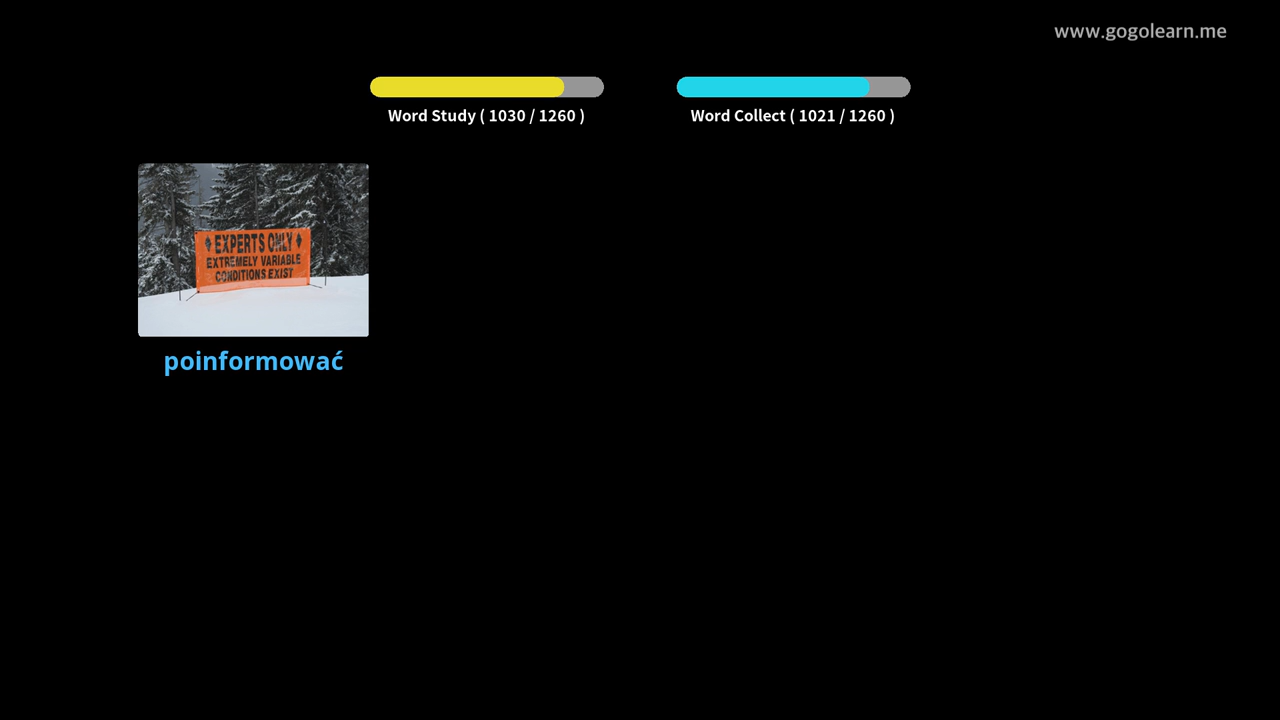 www.gogolearn.me
Word Study ( 1030 / 1260 )
Word Collect ( 1021 / 1260 )
EXPERTS ONLY
EXTREMELY VARIABLE
CONDITIONS EXIST
poinformować